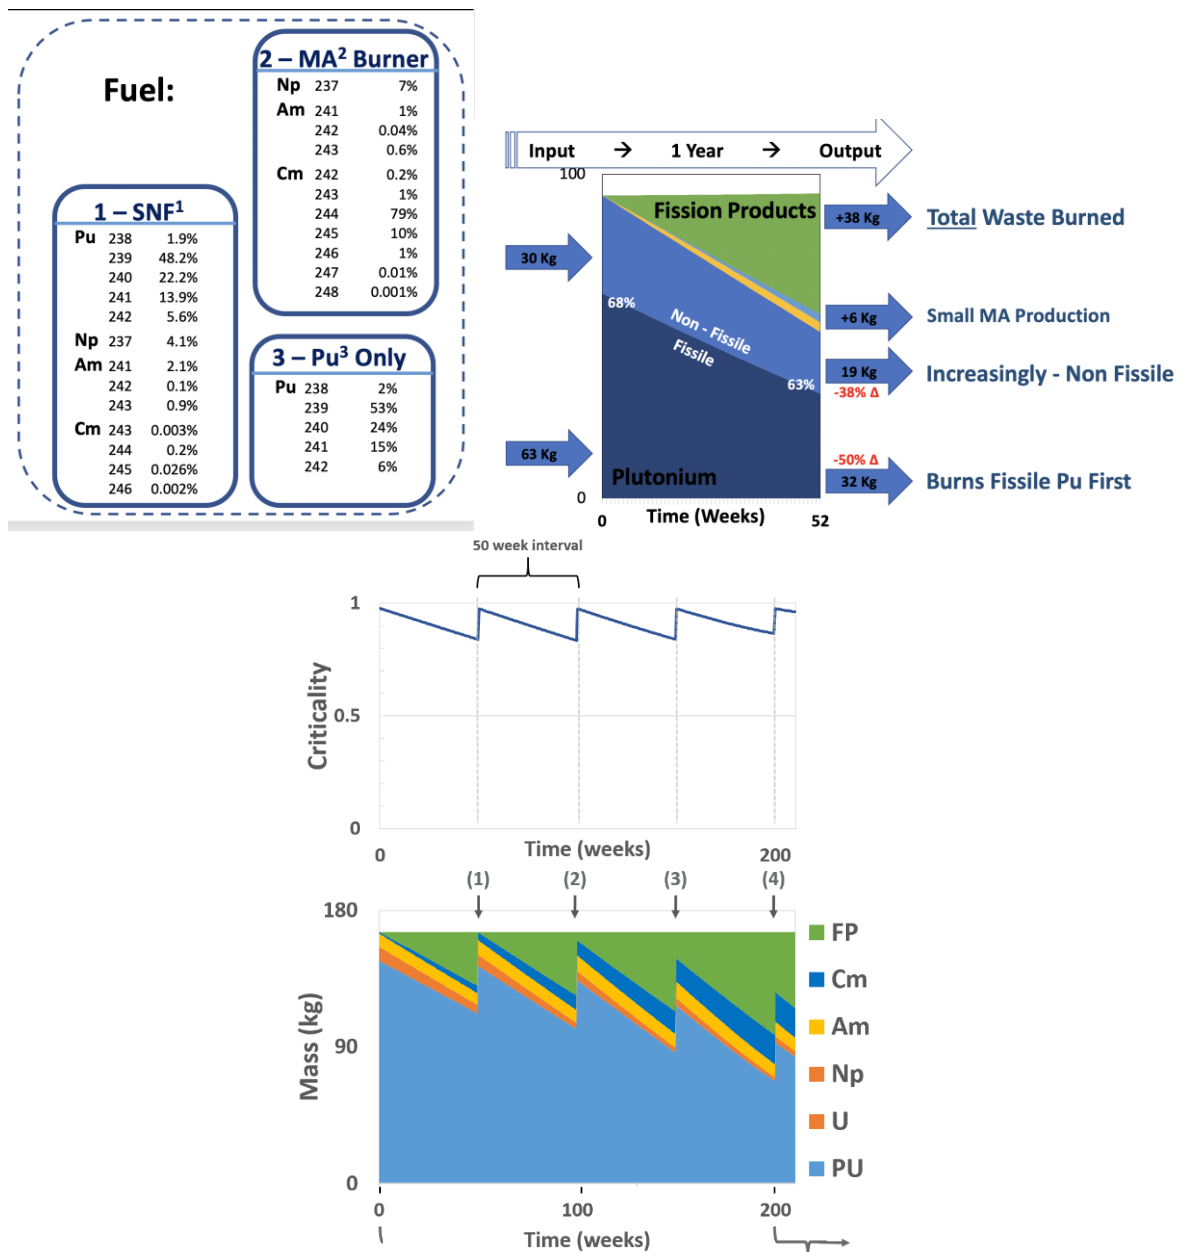 Fuel:
1 – SNF1
Pu 238 1.9%
239 48.2%
240 22.2%
241 13.9%
242 5.6%
Np 237 4.1%
Am 241 2.1%
242 0.1%
243 0.9%
Cm 243 0.003%
244 0.2%
245 0.026%
246 0.002%
2 – MA2 Burner
Np 237 7%
Am 241 1%
242 0.04%
243 0.6%
Cm 242 0.2%
243 1%
244 79%
245 10%
246 1%
247 0.01%
248 0.001%
3 – Pu3 Only
Pu 238 2%
239 53%
240 24%
241 15%
242 6%
Input → 1 Year → Output
100
Fission Products
+38 Kg Total Waste Burned
30 Kg
68%
Non - Fissile
Fissile
+6 Kg Small MA Production
63%
19 Kg Increasingly - Non Fissile
-38% Δ
63 Kg
Plutonium
-50% Δ
32 Kg Burns Fissile Pu First
0
0 Time (Weeks) 52
50 week interval
1
0.5
0
Criticality
0 Time (weeks) 200
(1) (2) (3) (4)
180
90
0
Mass (kg)
FP
Cm
Am
Np
U
PU
0 100 200
Time (weeks)